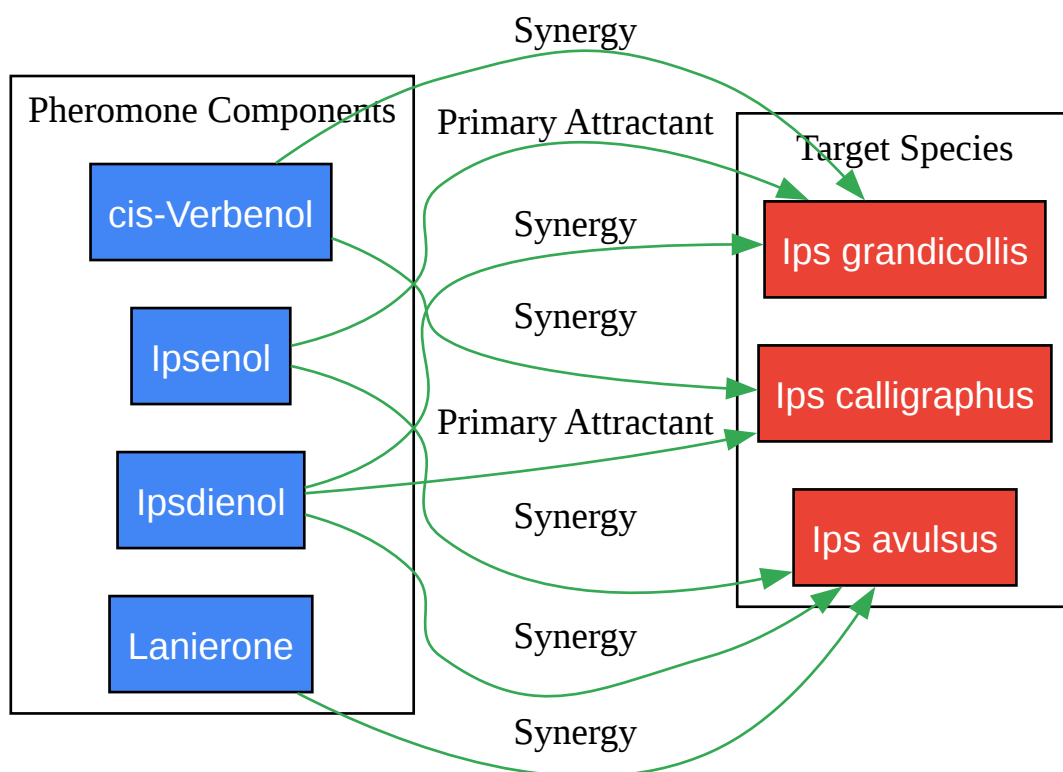 Pheromone Components
cis-Verbenol
Ipsenol
Ipsdienol
Lanierone
Synergy
Primary Attractant
Synergy
Synergy
Primary Attractant
Synergy
Synergy
Synergy
Target Species
Ips grandicollis
Ips calligraphus
Ips avulsus